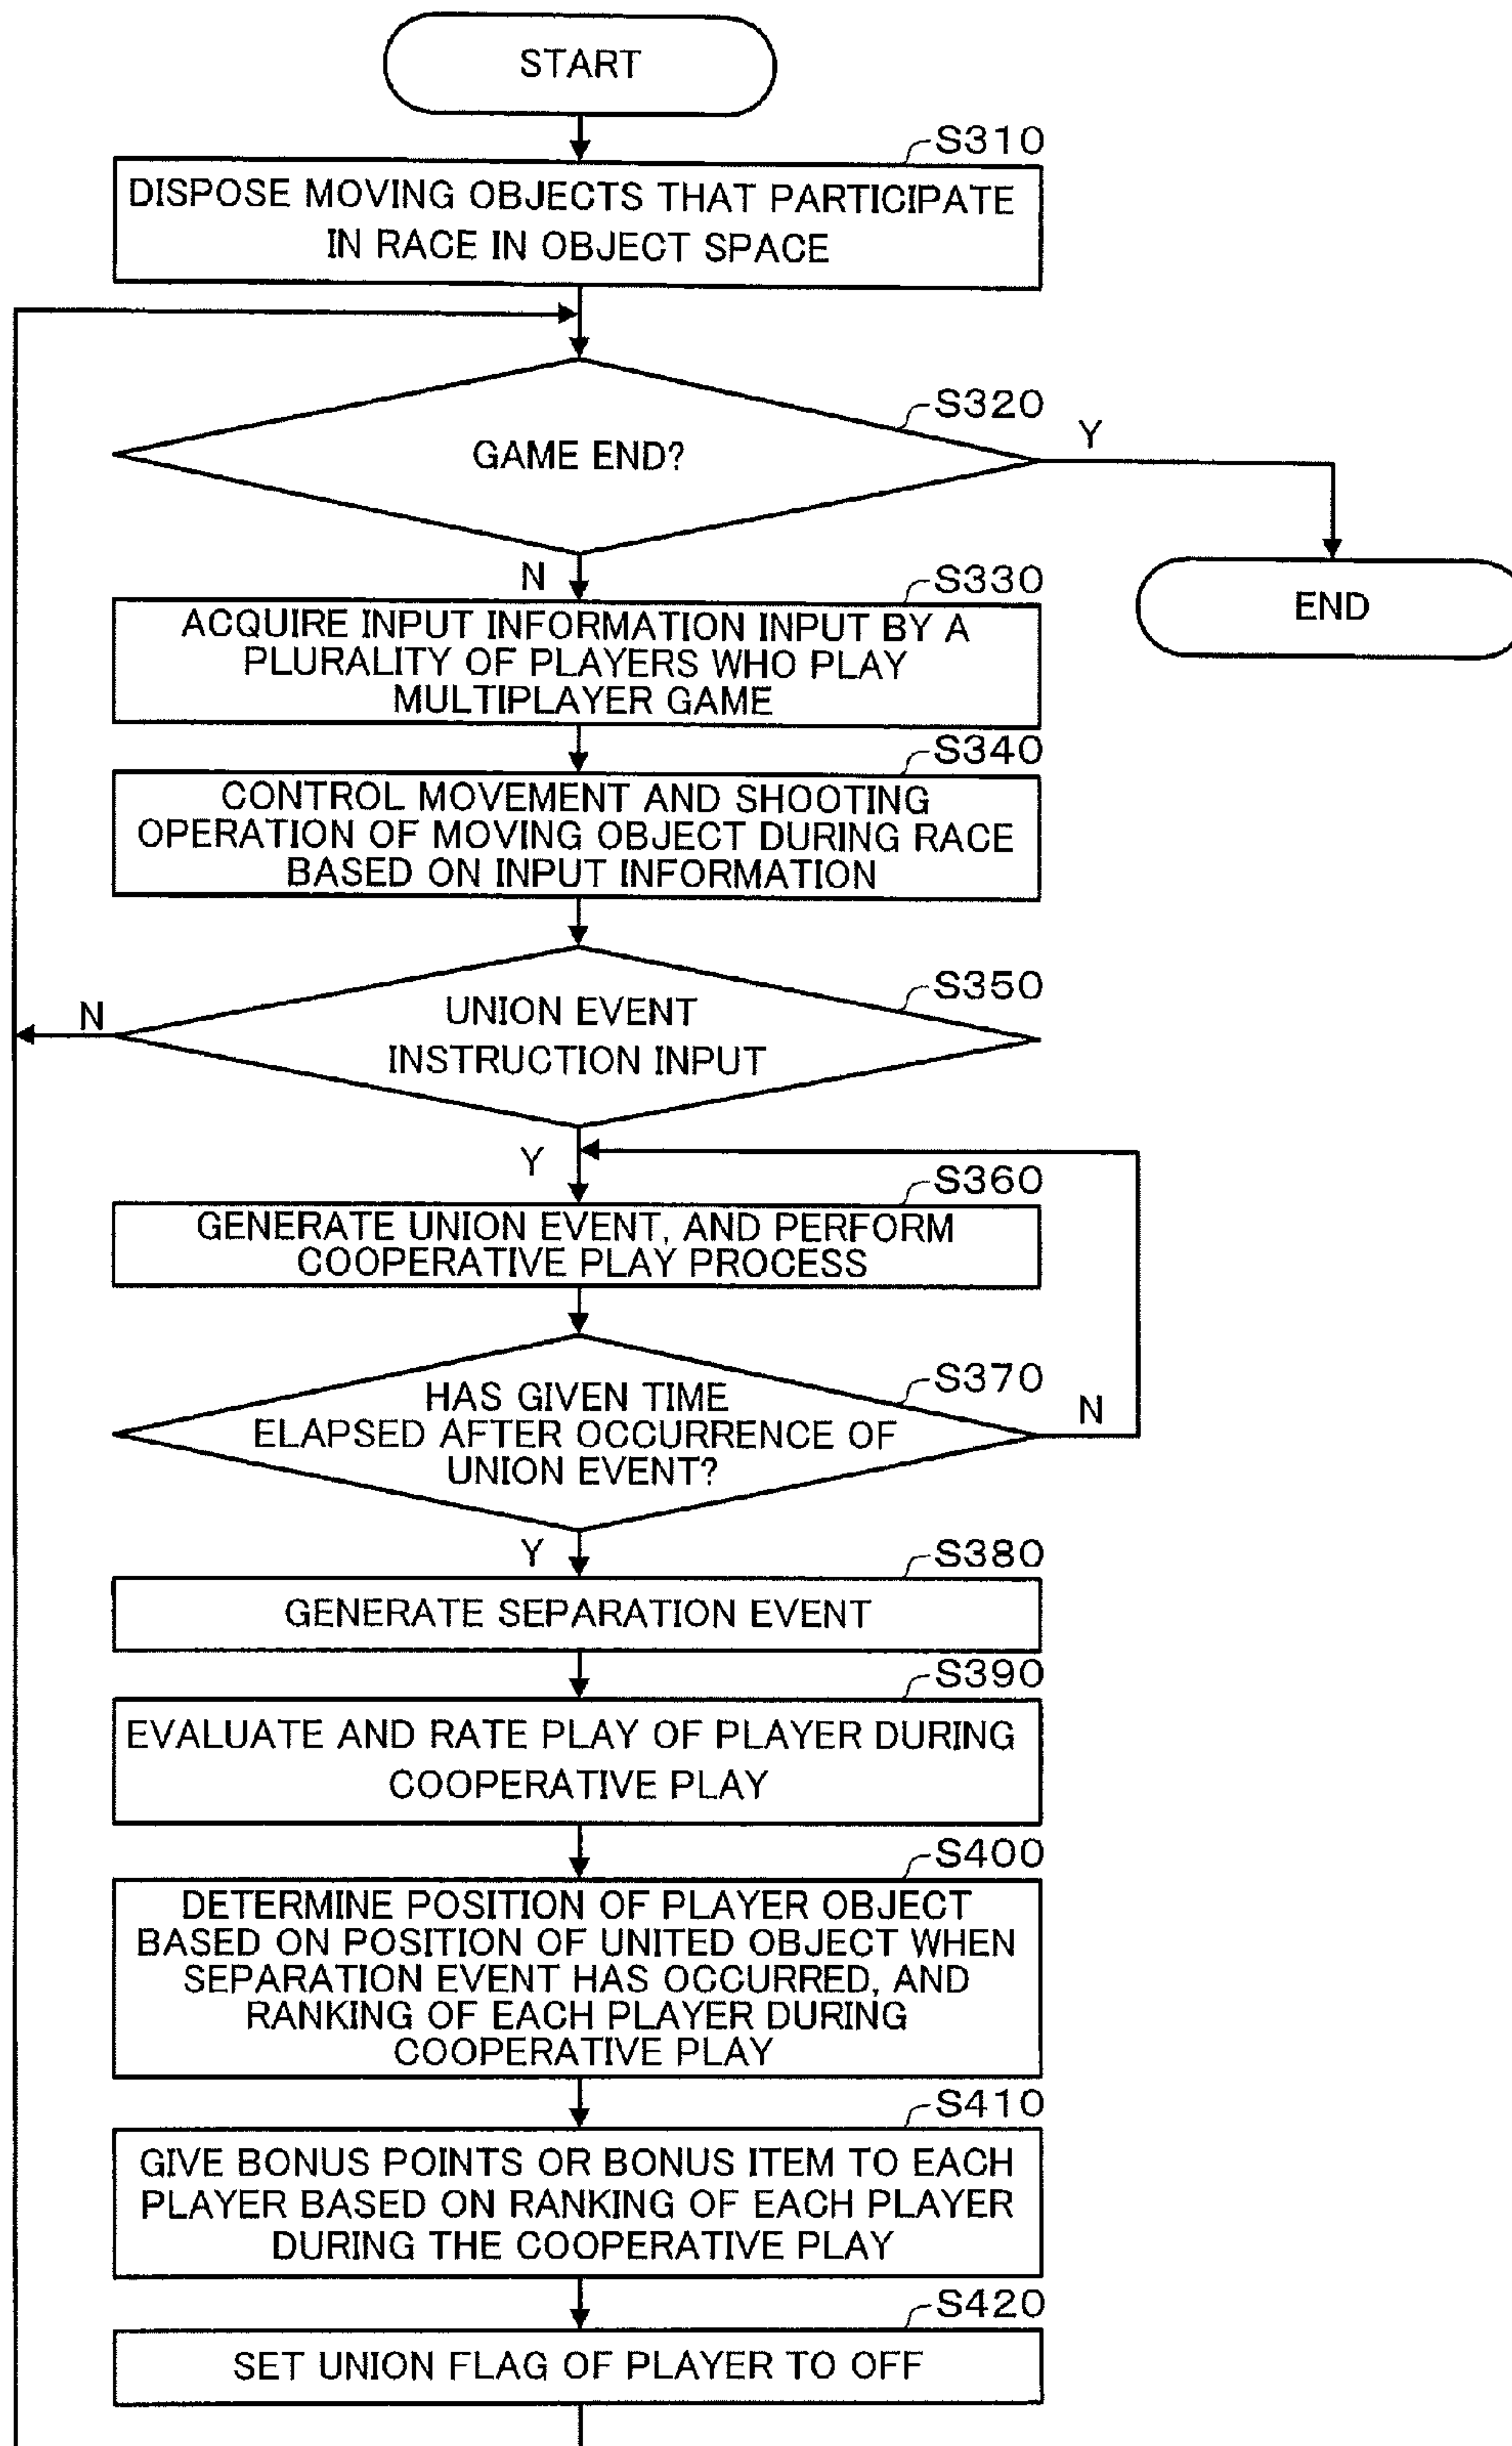 START
S310
DISPOSE MOVING OBJECTS THAT PARTICIPATE
IN RACE IN OBJECT SPACE
S320
GAME END?
Y
N
END
S330
ACQUIRE INPUT INFORMATION INPUT BY A
PLURALITY OF PLAYERS WHO PLAY
MULTIPLAYER GAME
S340
CONTROL MOVEMENT AND SHOOTING
OPERATION OF MOVING OBJECT DURING RACE
BASED ON INPUT INFORMATION
S350
N
UNION EVENT
INSTRUCTION INPUT
Y
S360
GENERATE UNION EVENT, AND PERFORM
COOPERATIVE PLAY PROCESS
S370
HAS GIVEN TIME
ELAPSED AFTER OCCURRENCE OF
UNION EVENT?
N
Y
S380
GENERATE SEPARATION EVENT
S390
EVALUATE AND RATE PLAY OF PLAYER DURING
COOPERATIVE PLAY
S400
DETERMINE POSITION OF PLAYER OBJECT
BASED ON POSITION OF UNITED OBJECT WHEN
SEPARATION EVENT HAS OCCURRED, AND
RANKING OF EACH PLAYER DURING
COOPERATIVE PLAY
S410
GIVE BONUS POINTS OR BONUS ITEM TO EACH
PLAYER BASED ON RANKING OF EACH PLAYER
DURING THE COOPERATIVE PLAY
S420
SET UNION FLAG OF PLAYER TO OFF